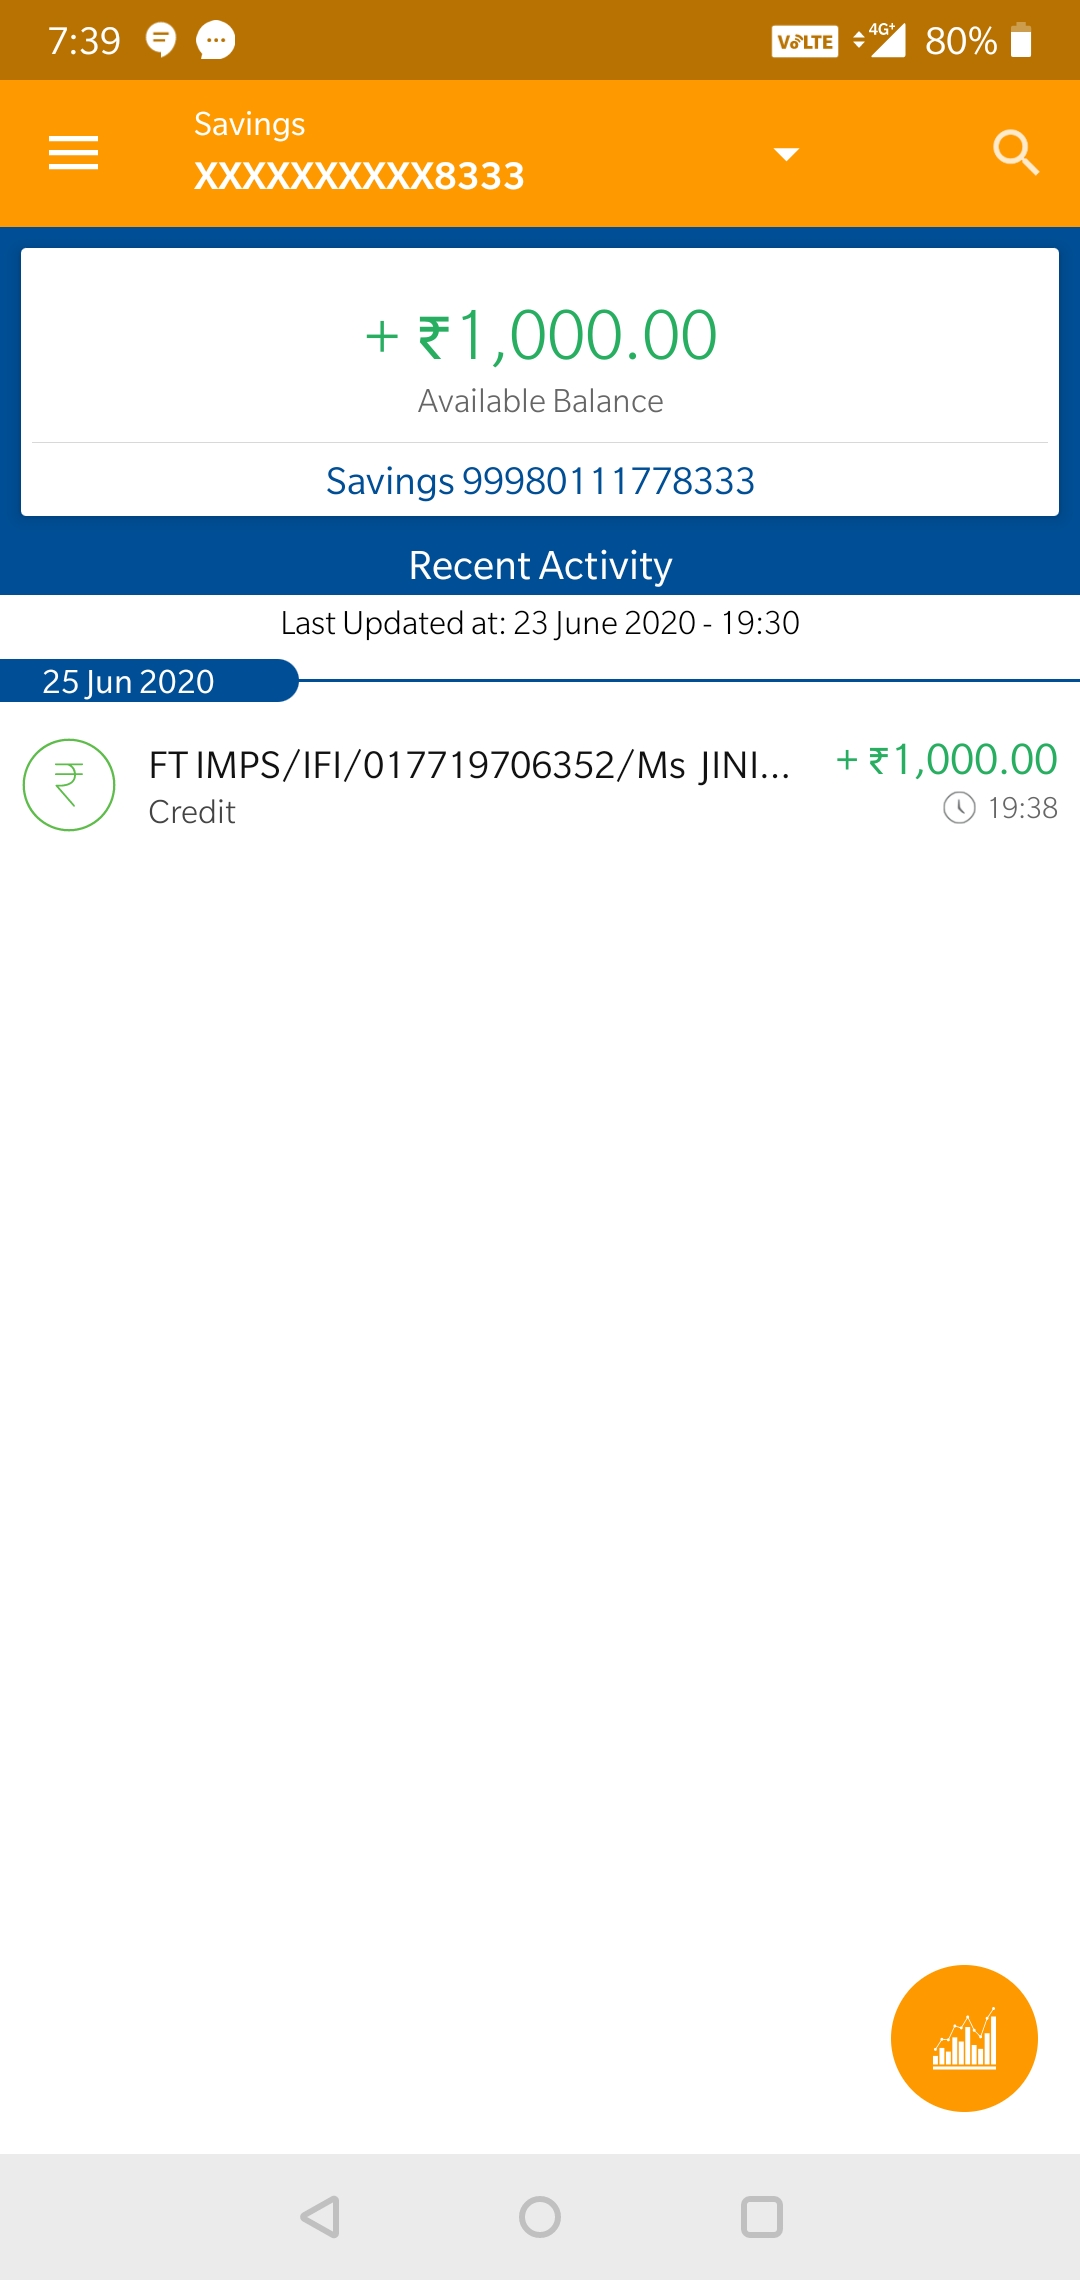 7:39 VoLTE 4G+ 80%
Savings
XXXXXXXXXX8333
+ ₹1,000.00
Available Balance
Savings 99980111778333
Recent Activity
Last Updated at: 23 June 2020 - 19:30
25 Jun 2020
FT IMPS/IFI/017719706352/Ms JINI... + ₹1,000.00
Credit 19:38